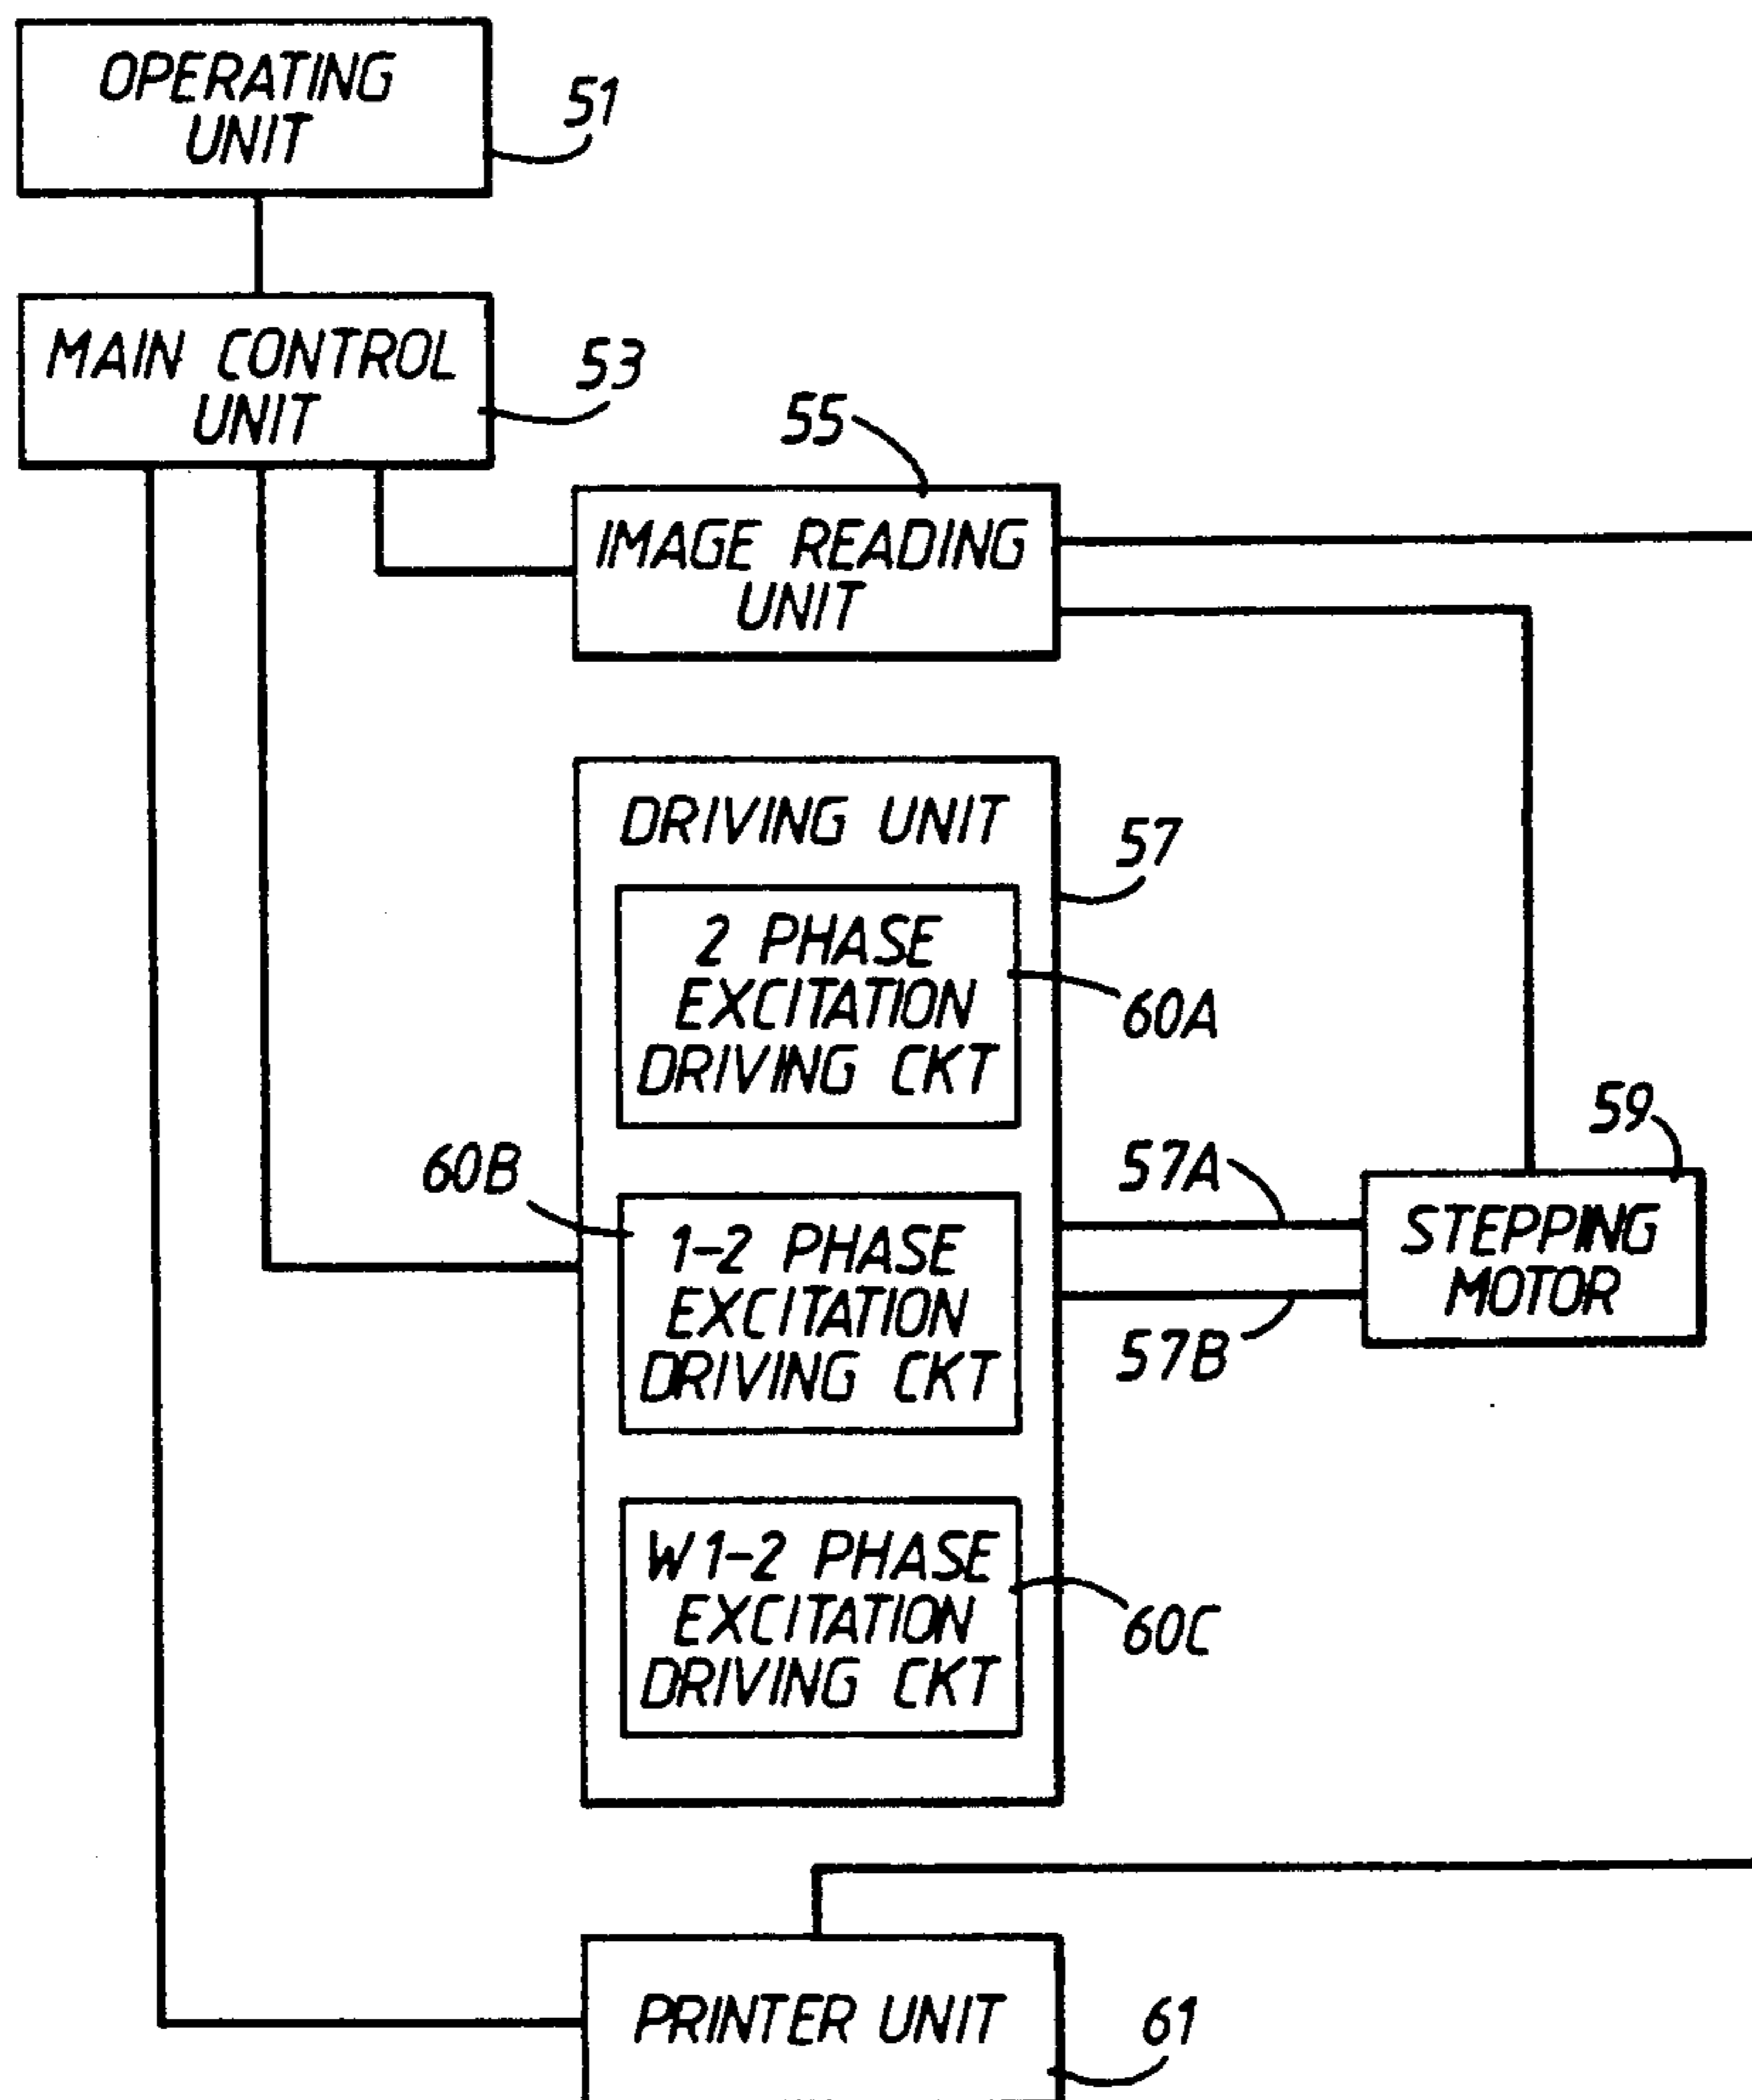 OPERATING
UNIT
51
MAIN CONTROL
UNIT
53
55
IMAGE READING
UNIT
DRIVING UNIT
57
2 PHASE
EXCITATION
DRIVING CKT
60A
59
60B
57A
1-2 PHASE
EXCITATION
DRIVING CKT
STEPPING
MOTOR
57B
W1-2 PHASE
EXCITATION
DRIVING CKT
60C
PRINTER UNIT
61